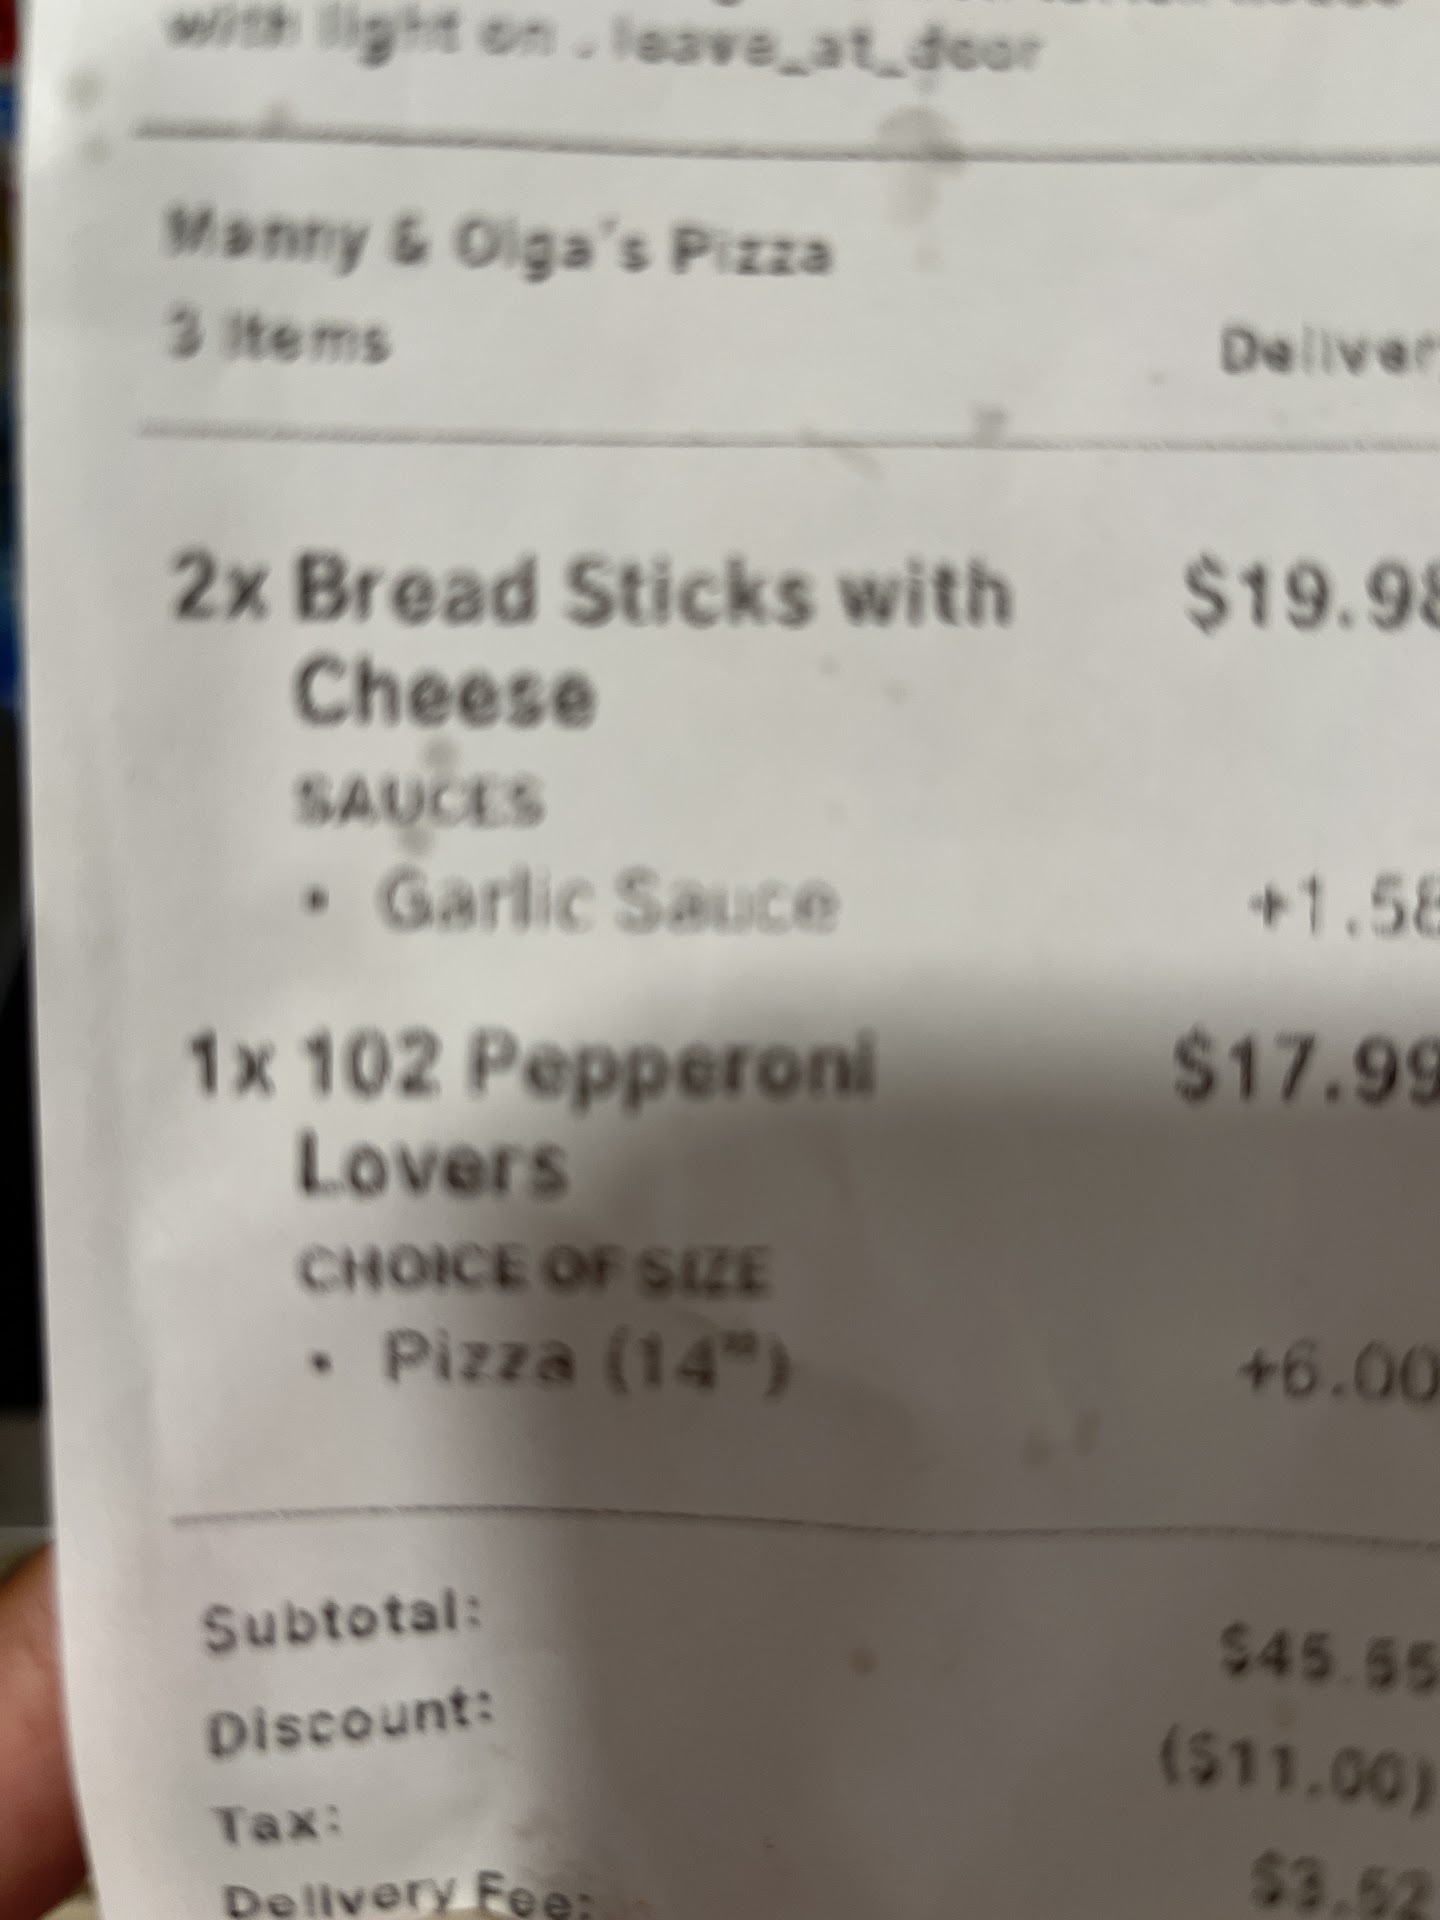 with light on . leave_at_door
Manny & Olga's Pizza
3 Items Deliver
2x Bread Sticks with $19.98
Cheese
SAUCES
• Garlic Sauce +1.58
1x 102 Pepperoni $17.99
Lovers
CHOICE OF SIZE
• Pizza (14") +6.00
Subtotal: $45.55
Discount: ($11.00)
Tax: $3.52
Delivery Fee: